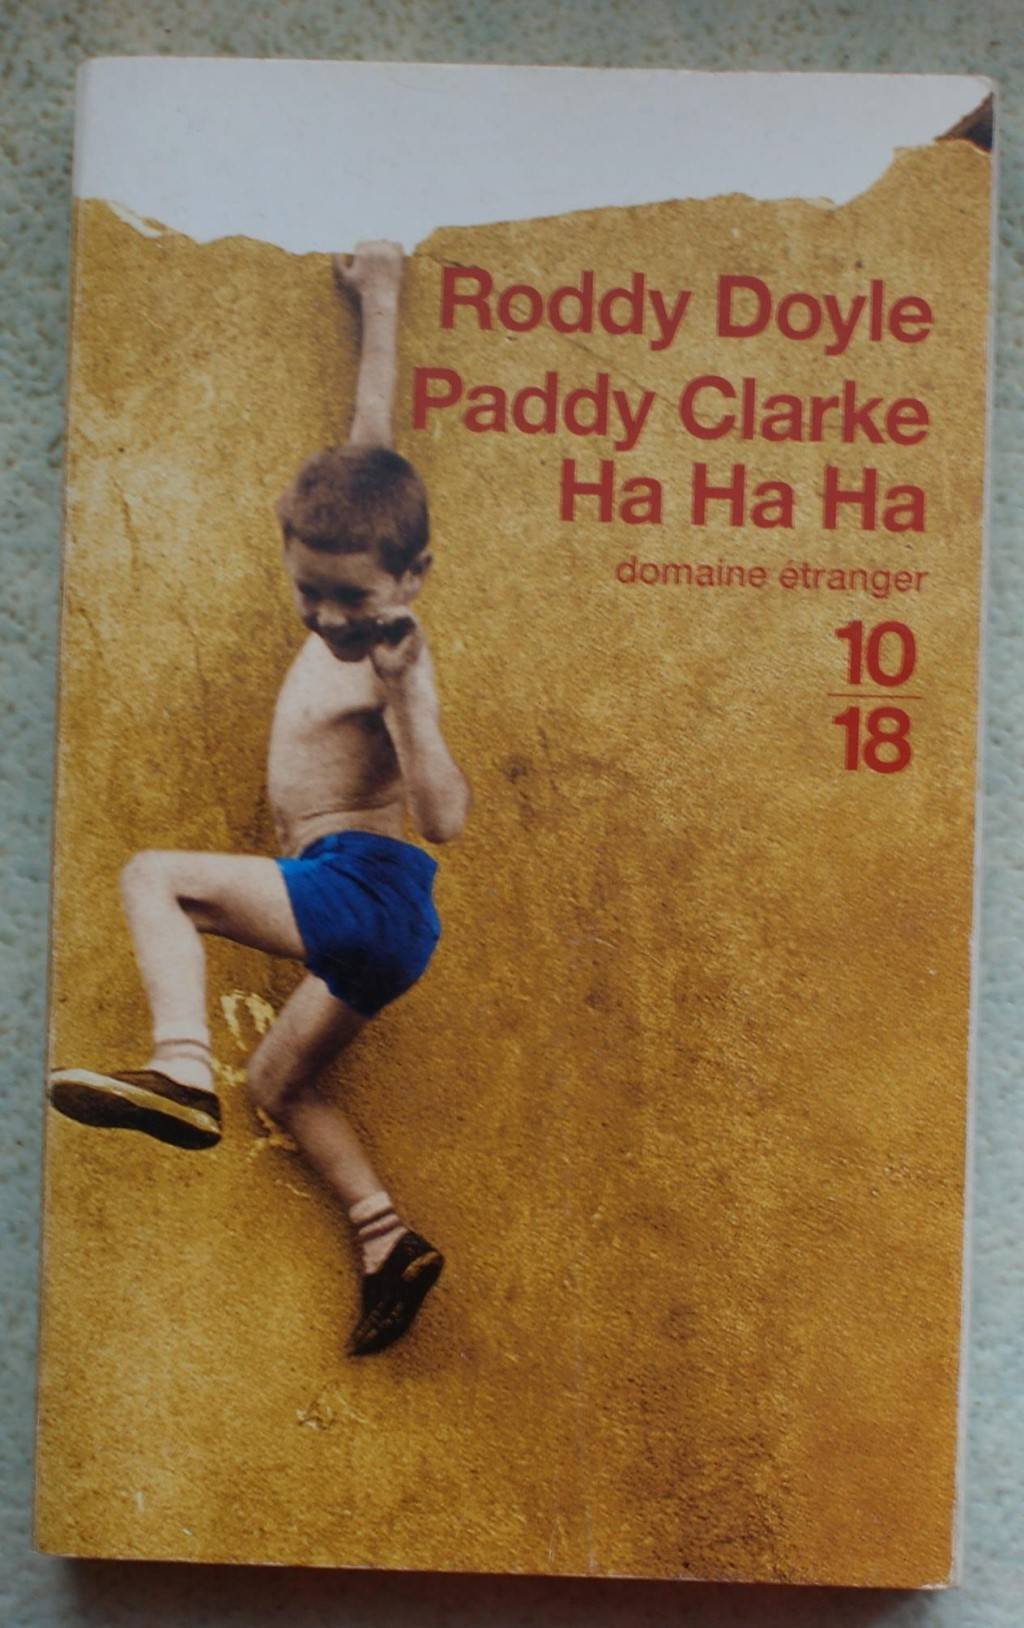 Roddy Doyle
Paddy Clarke
Ha Ha Ha
domaine étranger
10
18